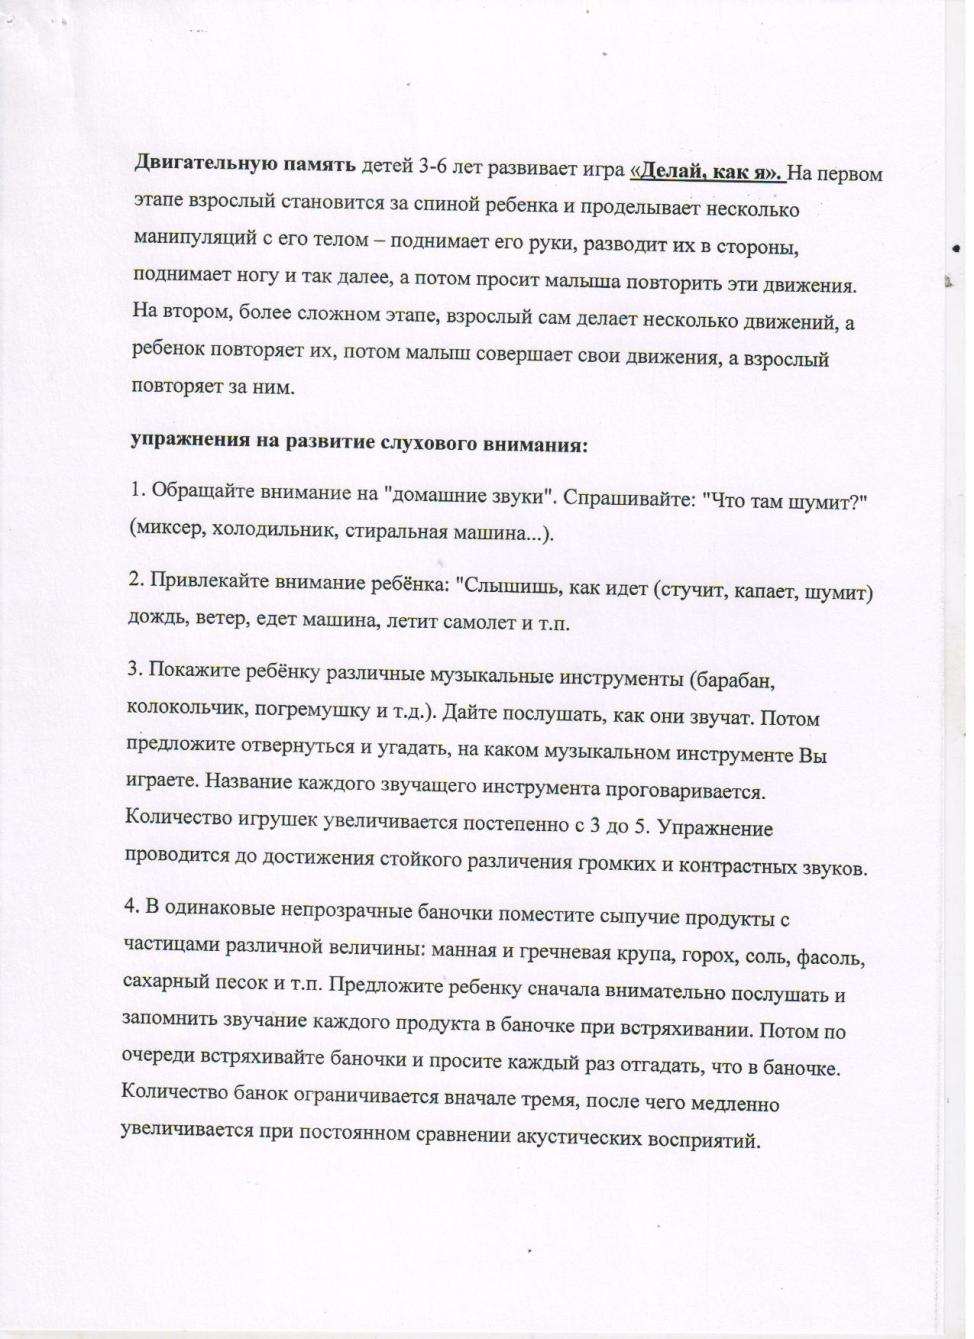 Двигательную память детей 3-6 лет развивает игра «Делай, как я». На первом
этапе взрослый становится за спиной ребенка и проделывает несколько
манипуляций с его телом – поднимает его руки, разводит их в стороны,
поднимает ногу и так далее, а потом просит малыша повторить эти движения.
На втором, более сложном этапе, взрослый сам делает несколько движений, а
ребенок повторяет их, потом малыш совершает свои движения, а взрослый
повторяет за ним.
упражнения на развитие слухового внимания:
1. Обращайте внимание на "домашние звуки". Спрашивайте: "Что там шумит?"
(миксер, холодильник, стиральная машина...).
2. Привлекайте внимание ребёнка: "Слышишь, как идет (стучит, капает, шумит)
дождь, ветер, едет машина, летит самолет и т.п.
3. Покажите ребёнку различные музыкальные инструменты (барабан,
колокольчик, погремушку и т.д.). Дайте послушать, как они звучат. Потом
предложите отвернуться и угадать, на каком музыкальном инструменте Вы
играете. Название каждого звучащего инструмента проговаривается.
Количество игрушек увеличивается постепенно с 3 до 5. Упражнение
проводится до достижения стойкого различения громких и контрастных звуков.
4. В одинаковые непрозрачные баночки поместите сыпучие продукты с
частицами различной величины: манная и гречневая крупа, горох, соль, фасоль,
сахарный песок и т.п. Предложите ребенку сначала внимательно послушать и
запомнить звучание каждого продукта в баночке при встряхивании. Потом по
очереди встряхивайте баночки и просите каждый раз отгадать, что в баночке.
Количество банок ограничивается вначале тремя, после чего медленно
увеличивается при постоянном сравнении акустических восприятий.